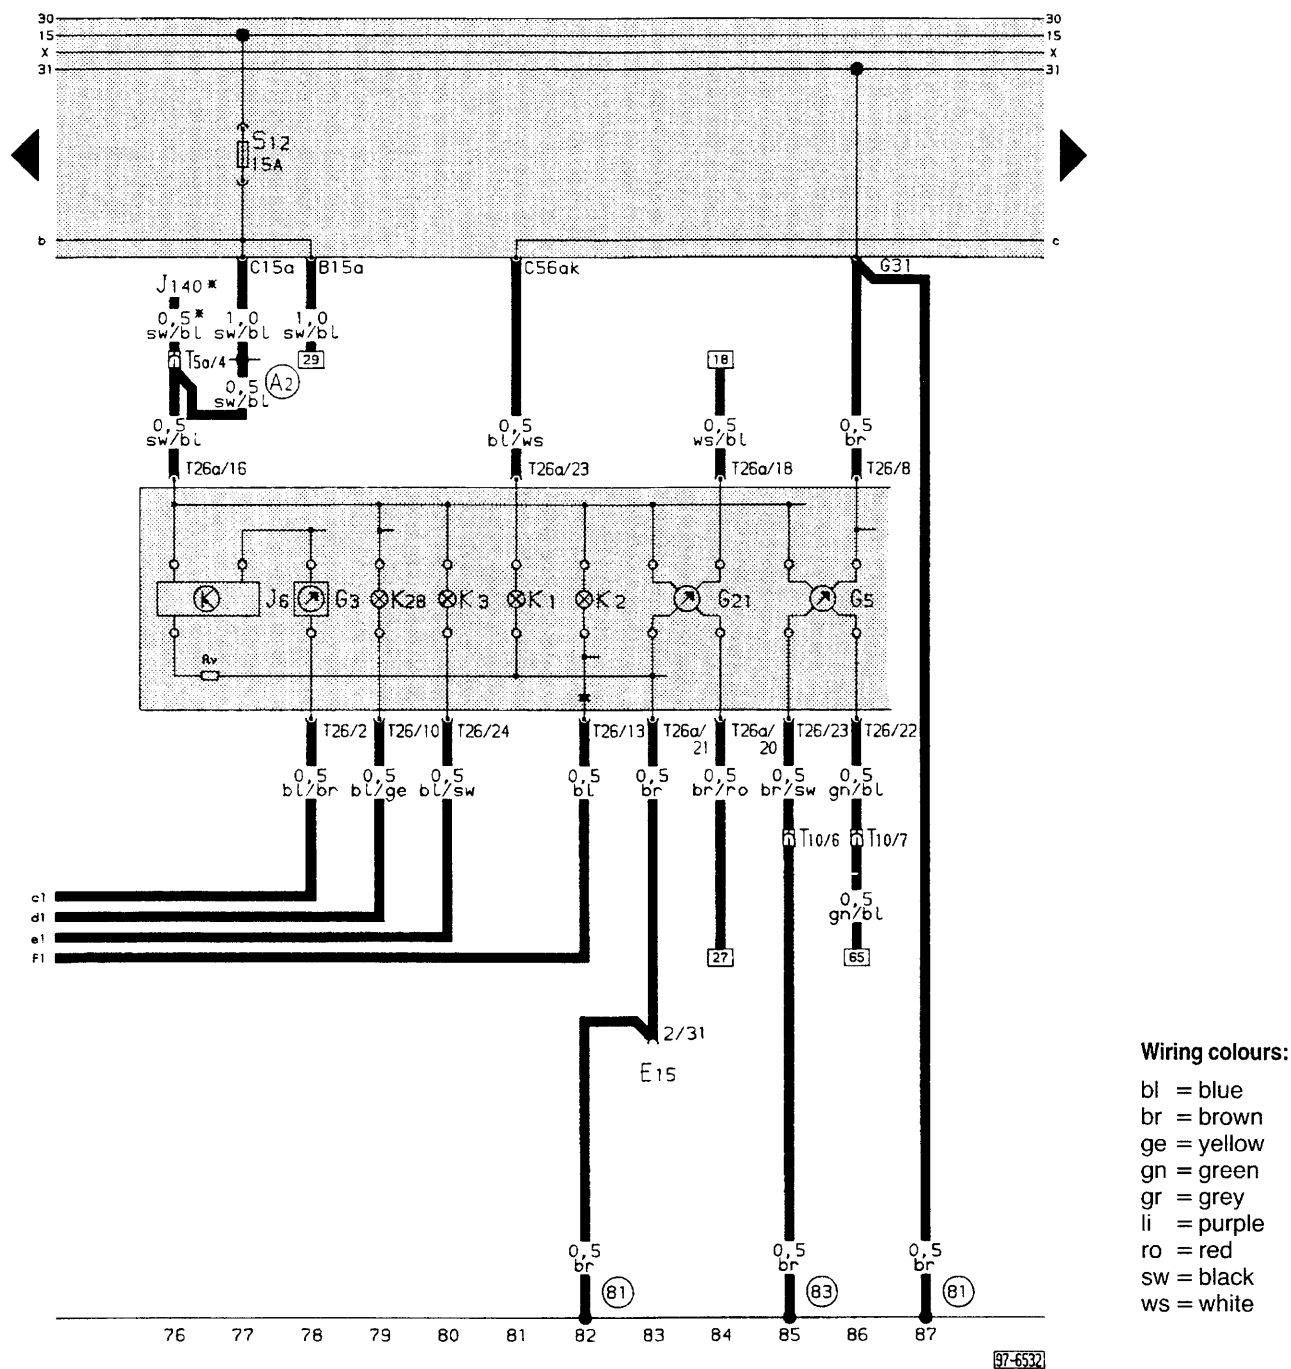 30 30
15 15
X X
31 31
S12
15A
b c
C15a B15a C56ak G31
J140*
0,5* 1,0 1,0
sw/bl sw/bl sw/bl
T5a/4 29 18
A2
0,5
sw/bl
0,5 0,5 0,5 0,5
sw/bl bl/ws ws/bl br
T26a/16 T26a/23 T26a/18 T26/8
K J6 G3 K28 K3 K1 K2 G21 G5
Rv
T26/2 T26/10 T26/24 T26/13 T26a/ T26a/ T26/23 T26/22
21 20
0,5 0,5 0,5 0,5 0,5 0,5 0,5 0,5
bl/br bl/ge bl/sw bl br br/ro br/sw gn/bl
T10/6 T10/7
c1
d1
e1
F1
0,5
gn/bl
27 65
2/31
E15
0,5 0,5 0,5
br br br
81 83 81
76 77 78 79 80 81 82 83 84 85 86 87
97-6532
Wiring colours:
bl = blue
br = brown
ge = yellow
gn = green
gr = grey
li = purple
ro = red
sw = black
ws = white